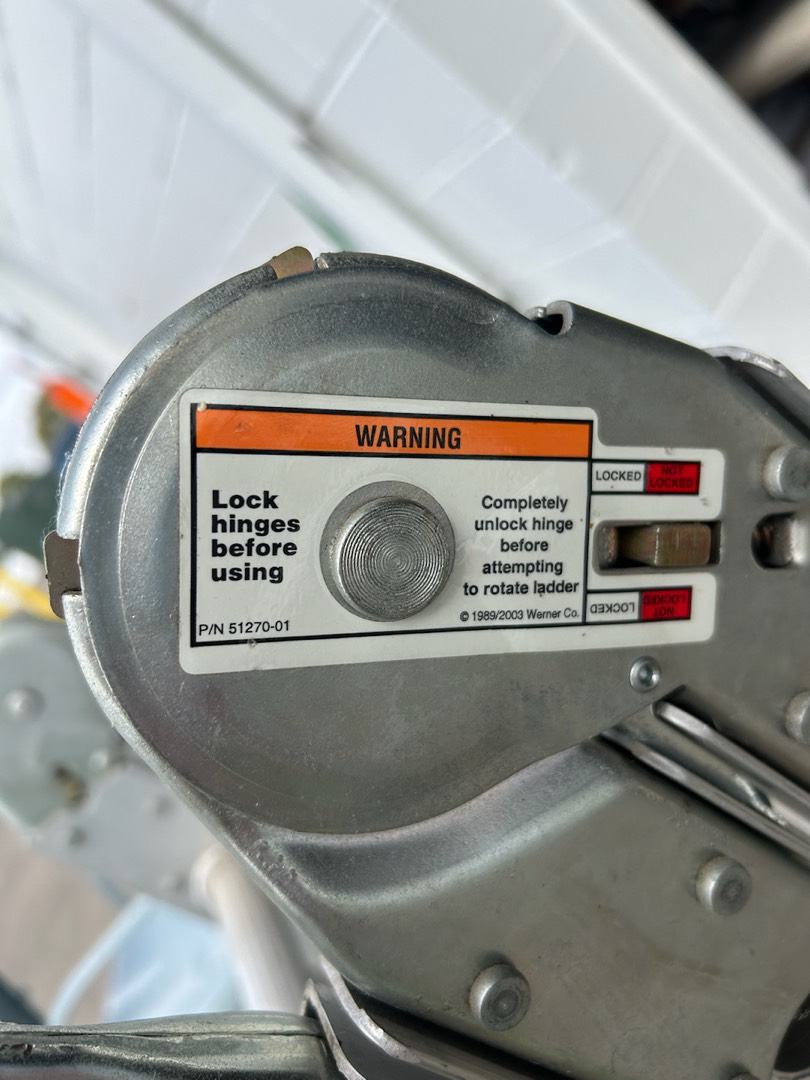 WARNING
Lock
hinges
before
using
Completely
unlock hinge
before
attempting
to rotate ladder
P/N 51270-01
© 1989/2003 Werner Co.
LOCKED
NOT
LOCKED
LOCKED
NOT
LOCKED